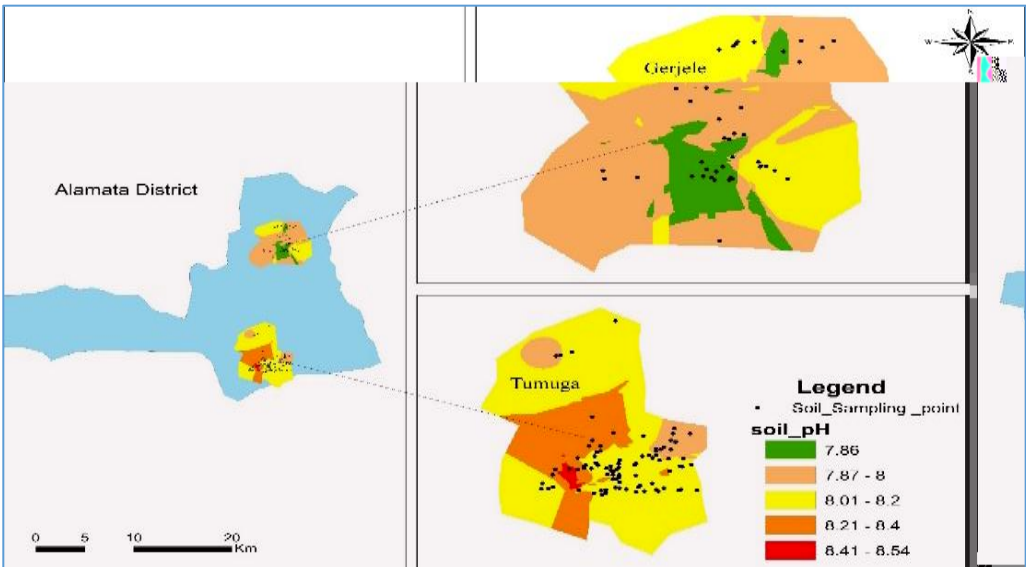 N
W
E
S
Gerjele
Alamata District
Tumuga
Legend
Soil_Sampling _point
soil_pH
7.86
7.87 - 8
8.01 - 8.2
8.21 - 8.4
8.41 - 8.54
0 5 10 20
Km